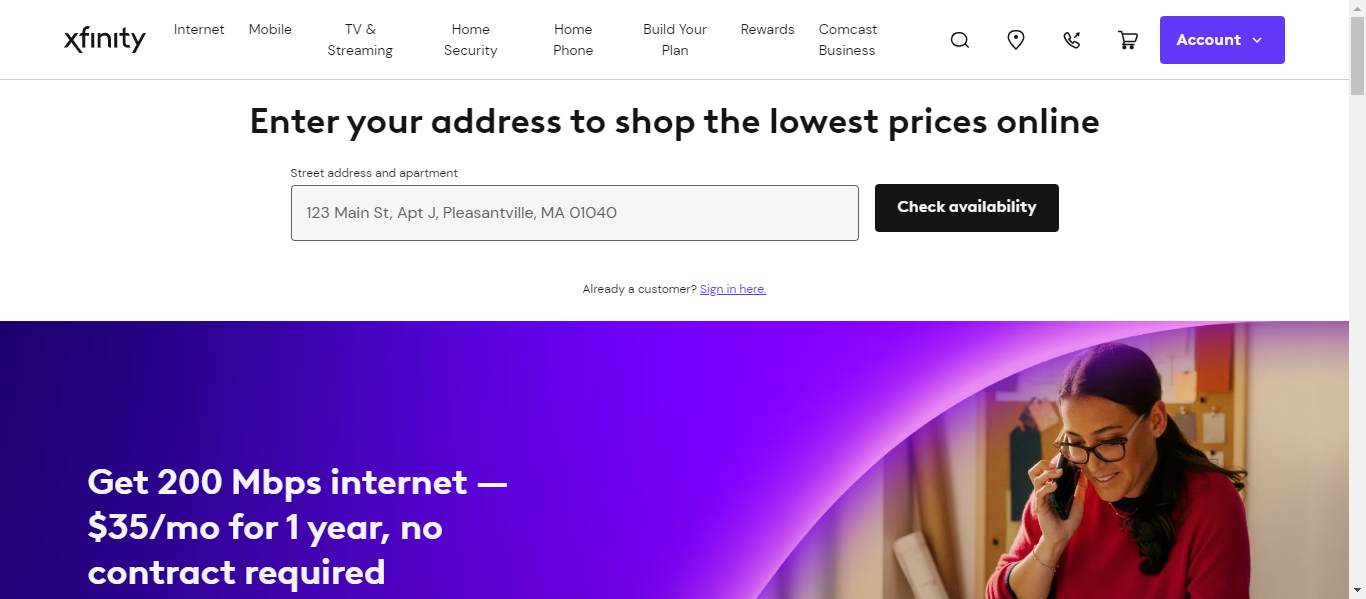 xfinity
Internet
Mobile
TV &
Streaming
Home
Security
Home
Phone
Build Your
Plan
Rewards
Comcast
Business
Account
Enter your address to shop the lowest prices online
Street address and apartment
123 Main St, Apt J, Pleasantville, MA 01040
Check availability
Already a customer? Sign in here.
Get 200 Mbps internet —
$35/mo for 1 year, no
contract required